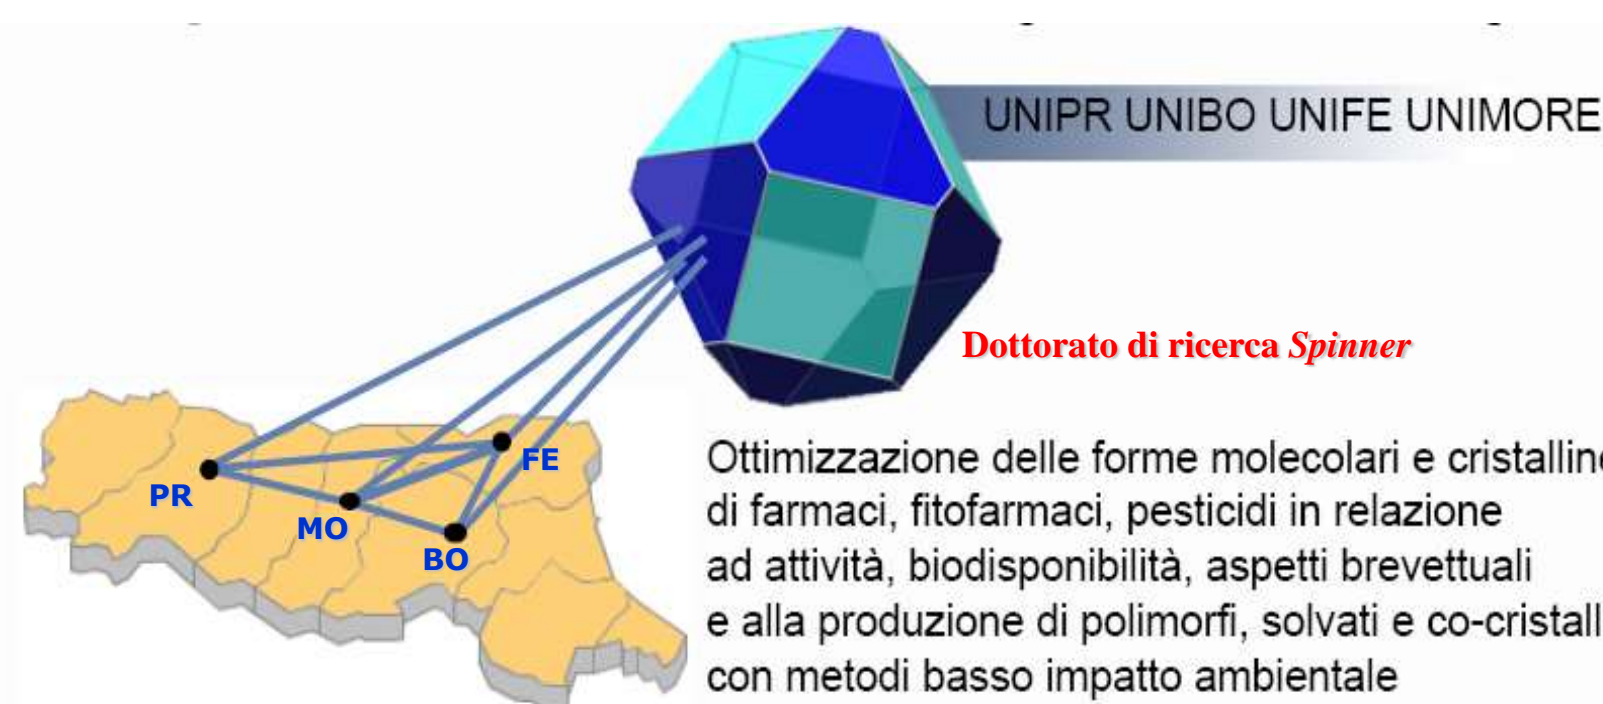 UNIPR UNIBO UNIFE UNIMORE
Dottorato di ricerca Spinner
FE
PR
MO
BO
Ottimizzazione delle forme molecolari e cristalline
di farmaci, fitofarmaci, pesticidi in relazione
ad attività, biodisponibilità, aspetti brevettuali
e alla produzione di polimorfi, solvati e co-cristall
con metodi basso impatto ambientale